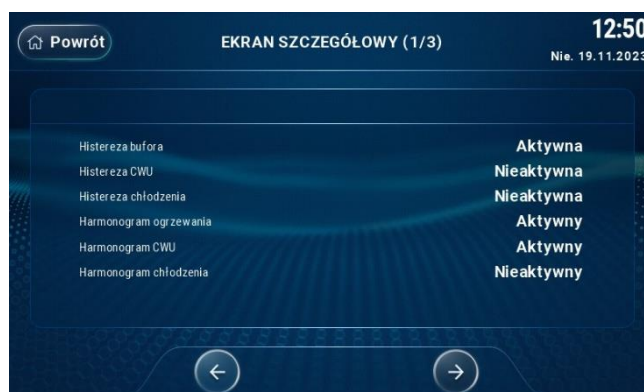 Powrót
EKRAN SZCZEGÓŁOWY (1/3)
12:50
Nie. 19.11.2023
Histereza bufora Aktywna
Histereza CWU Nieaktywna
Histereza chłodzenia Nieaktywna
Harmonogram ogrzewania Aktywny
Harmonogram CWU Aktywny
Harmonogram chłodzenia Nieaktywny